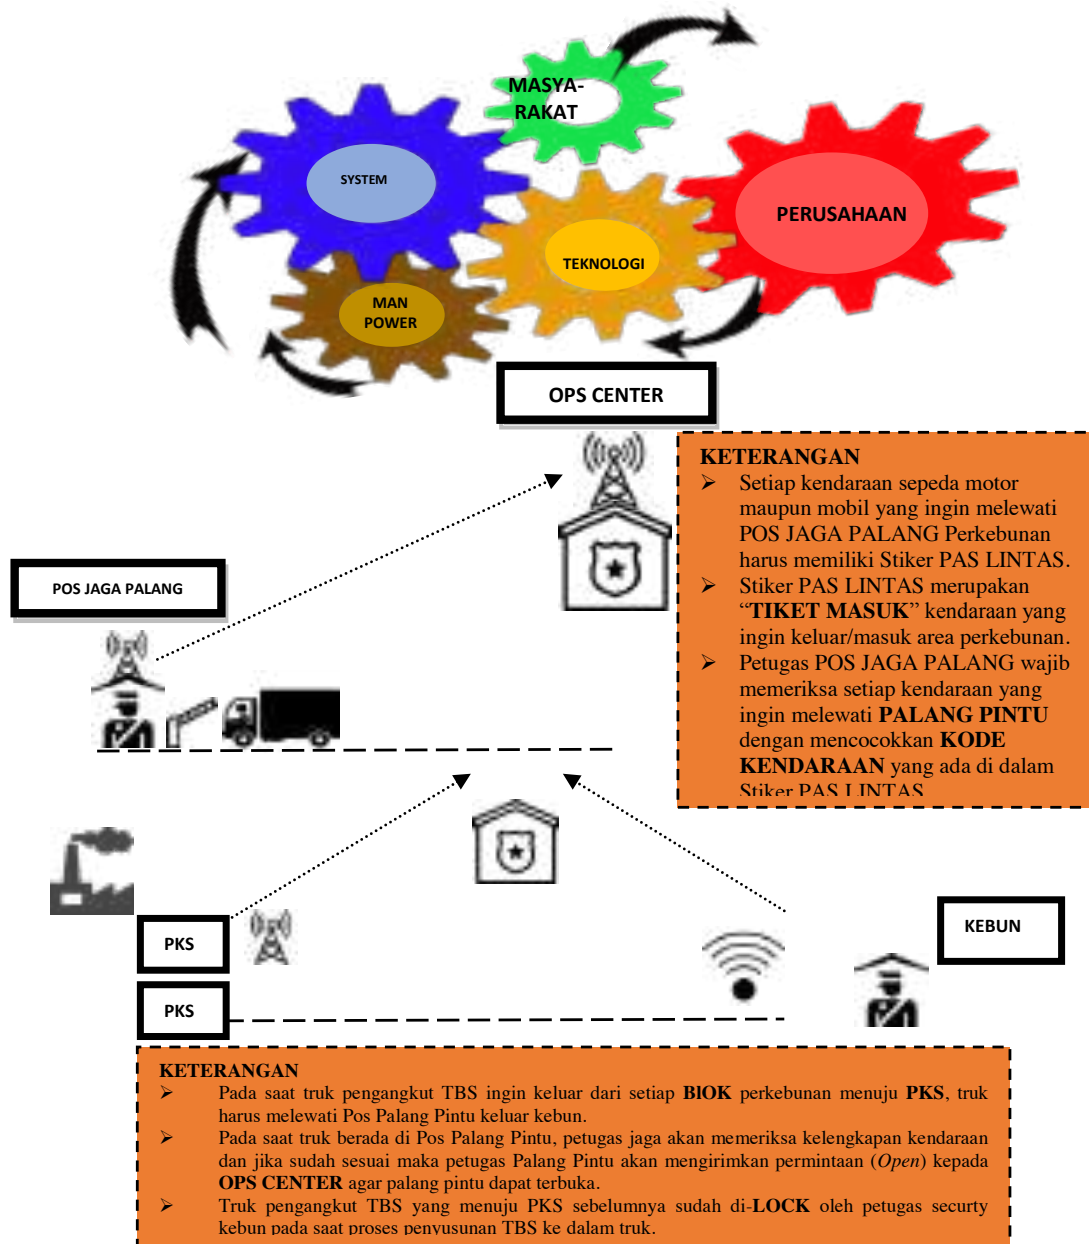 MASYA-
RAKAT
SYSTEM
PERUSAHAAN
TEKNOLOGI
MAN
POWER
OPS CENTER
KETERANGAN
➢ Setiap kendaraan sepeda motor
maupun mobil yang ingin melewati
POS JAGA PALANG Perkebunan
harus memiliki Stiker PAS LINTAS.
➢ Stiker PAS LINTAS merupakan
“TIKET MASUK” kendaraan yang
ingin keluar/masuk area perkebunan.
➢ Petugas POS JAGA PALANG wajib
memeriksa setiap kendaraan yang
ingin melewati PALANG PINTU
dengan mencocokkan KODE
KENDARAAN yang ada di dalam
Stiker PAS LINTAS
POS JAGA PALANG
KEBUN
PKS
PKS
KETERANGAN
➢ Pada saat truk pengangkut TBS ingin keluar dari setiap BlOK perkebunan menuju PKS, truk
harus melewati Pos Palang Pintu keluar kebun.
➢ Pada saat truk berada di Pos Palang Pintu, petugas jaga akan memeriksa kelengkapan kendaraan
dan jika sudah sesuai maka petugas Palang Pintu akan mengirimkan permintaan (Open) kepada
OPS CENTER agar palang pintu dapat terbuka.
➢ Truk pengangkut TBS yang menuju PKS sebelumnya sudah di-LOCK oleh petugas securty
kebun pada saat proses penyusunan TBS ke dalam truk.